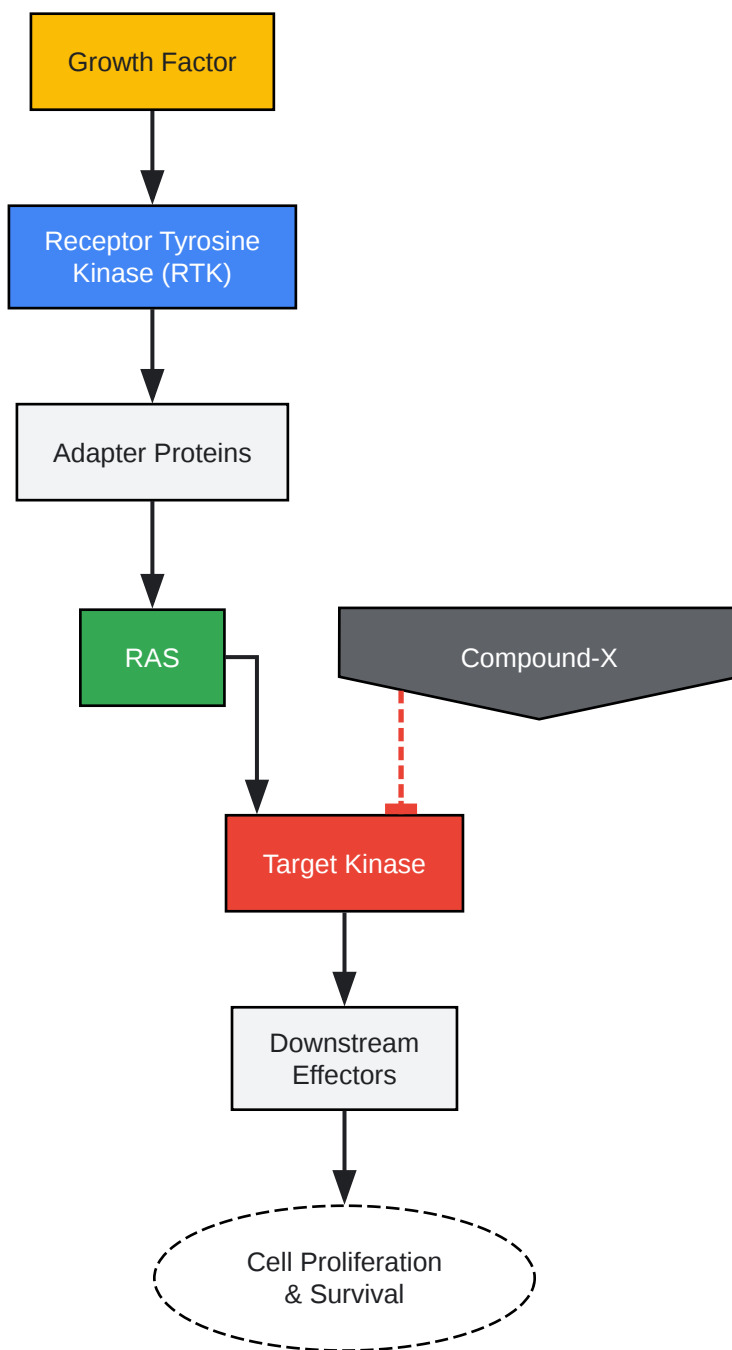 Growth Factor
Receptor Tyrosine
Kinase (RTK)
Adapter Proteins
RAS
Compound-X
Target Kinase
Downstream
Effectors
Cell Proliferation
& Survival